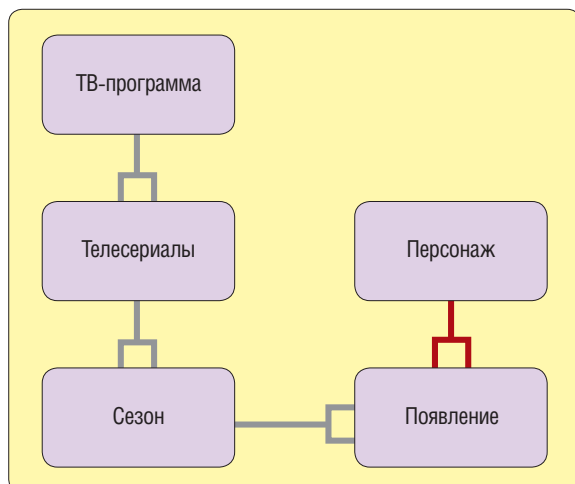 ТВ-программа
Телесериалы
Персонаж
Сезон
Появление